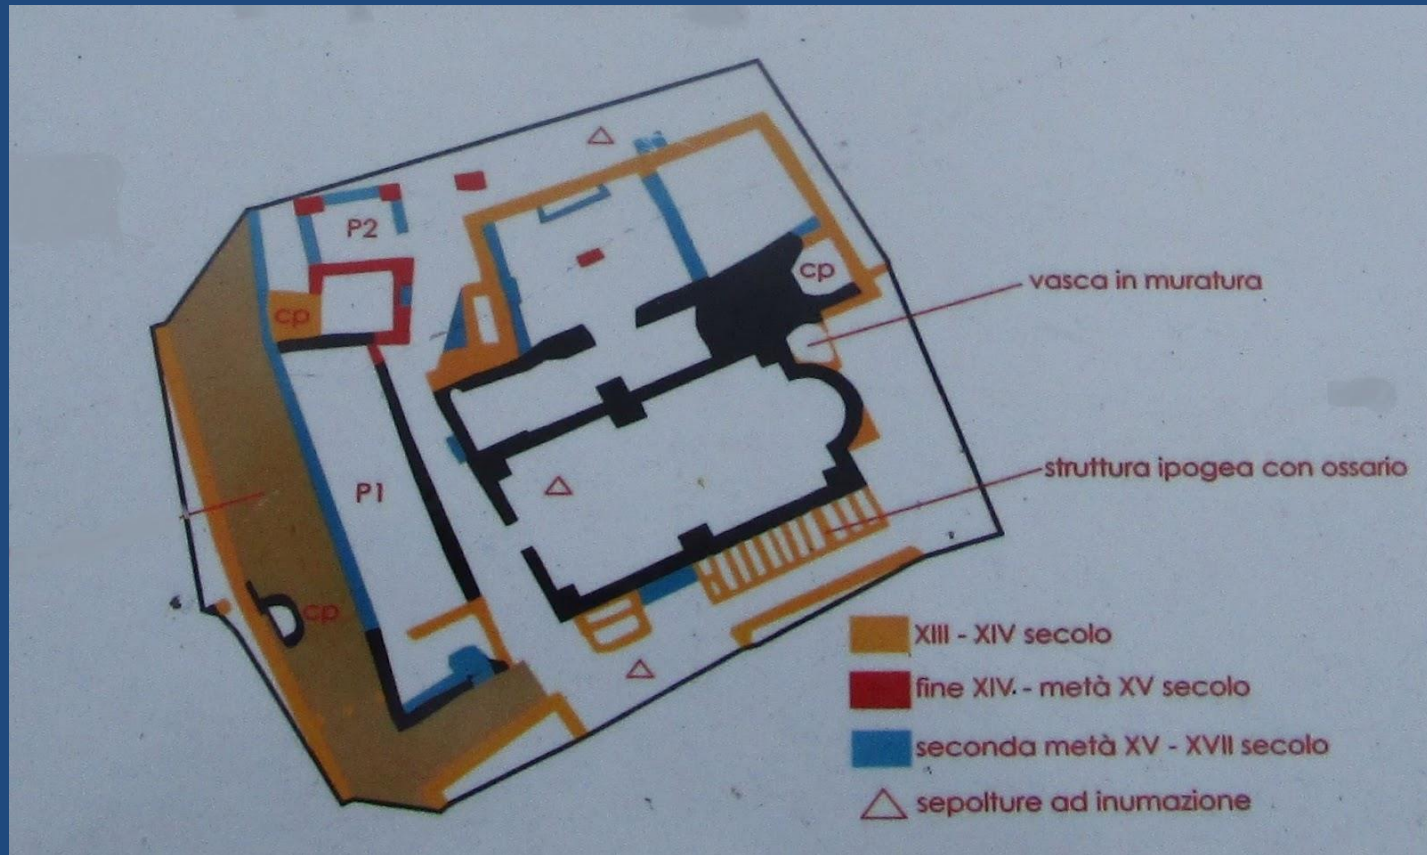 P2
cp
cp
vasca in muratura
struttura ipogea con ossario
P1
cp
XIII - XIV secolo
fine XIV - metà XV secolo
seconda metà XV - XVII secolo
sepolture ad inumazione